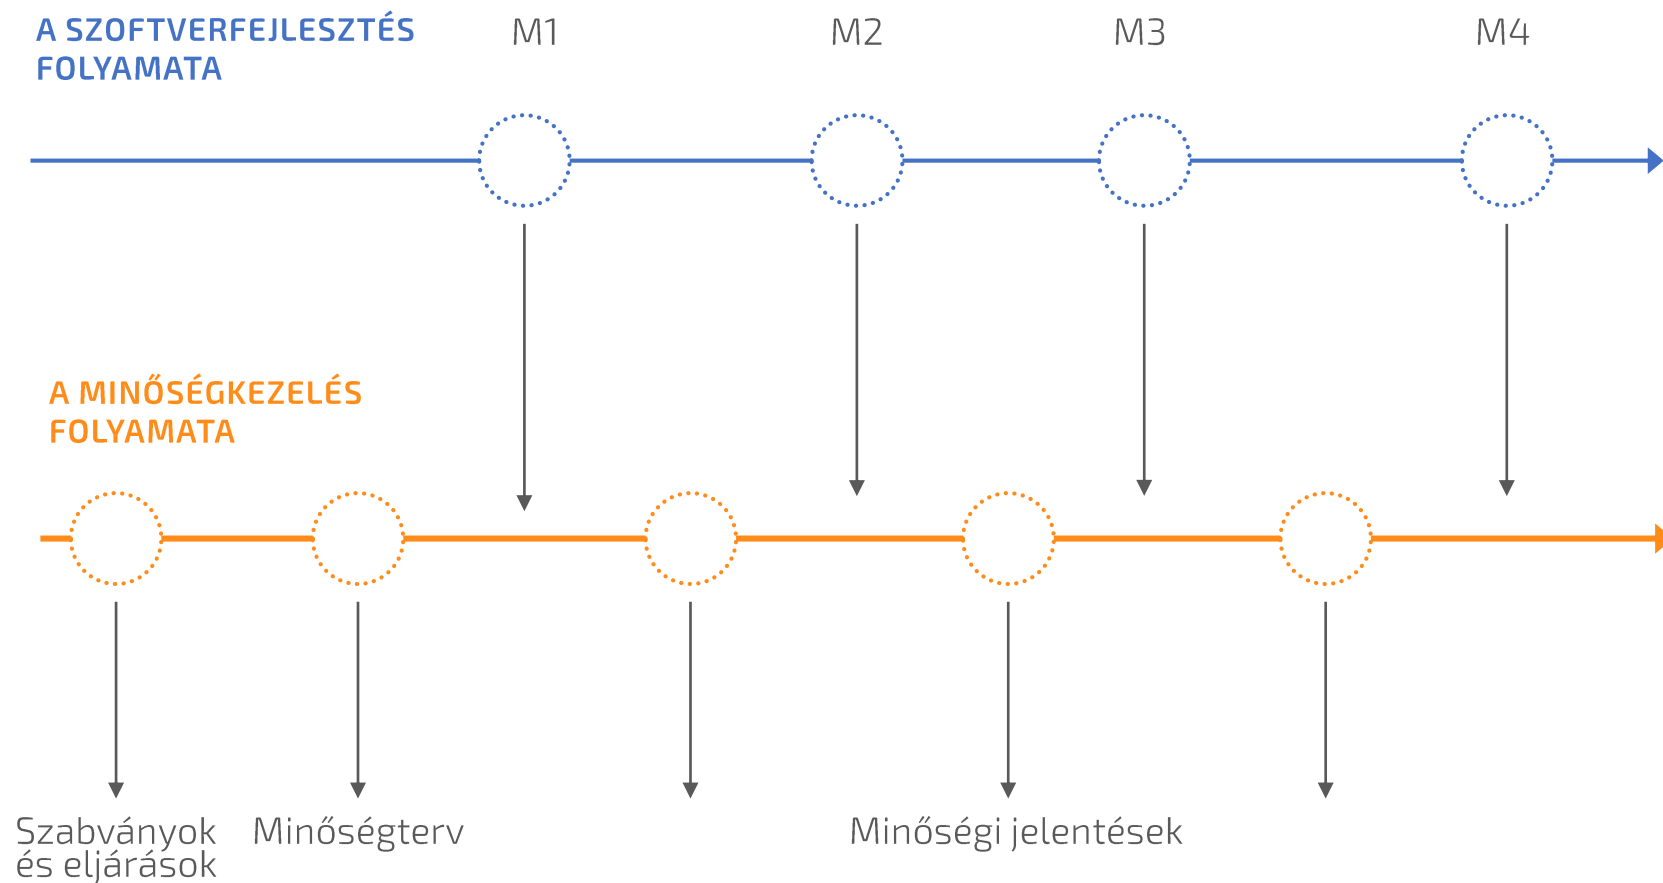 A SZOFTVERFEJLESZTÉS
FOLYAMATA
M1
M2
M3
M4
A MINŐSÉGKEZELÉS
FOLYAMATA
Szabványok
és eljárások
Minőségterv
Minőségi jelentések